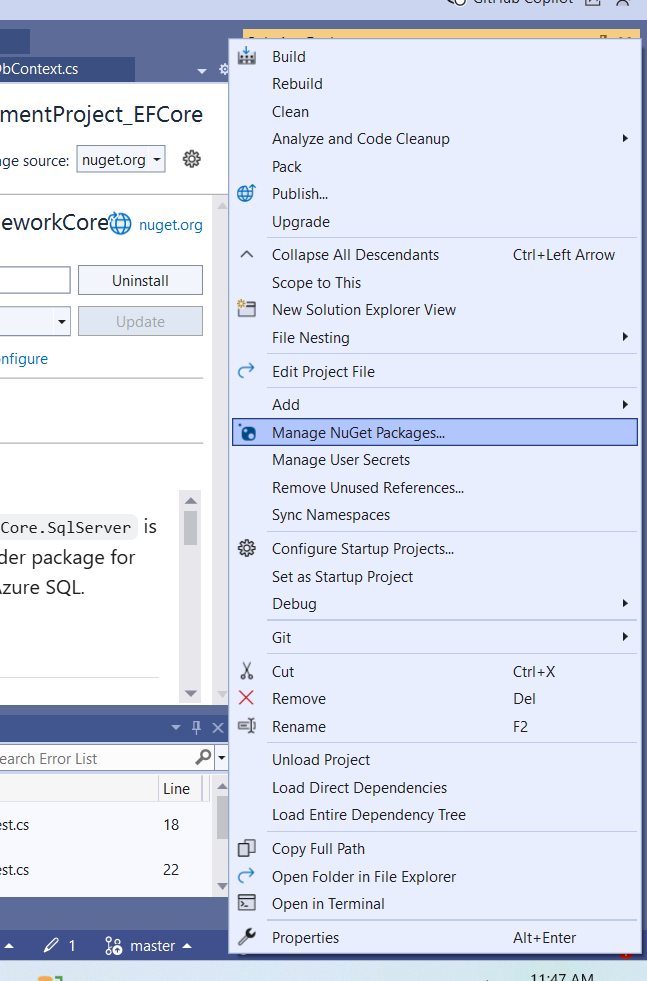 GitHub Copilot
DbContext.cs
mentProject_EFCore
ge source: nuget.org
eworkCore nuget.org
Uninstall
Update
nfigure
Core.SqlServer is
der package for
Azure SQL.
earch Error List
Line
est.cs 18
est.cs 22
1 master
Build
Rebuild
Clean
Analyze and Code Cleanup
Pack
Publish...
Upgrade
Collapse All Descendants Ctrl+Left Arrow
Scope to This
New Solution Explorer View
File Nesting
Edit Project File
Add
Manage NuGet Packages...
Manage User Secrets
Remove Unused References...
Sync Namespaces
Configure Startup Projects...
Set as Startup Project
Debug
Git
Cut Ctrl+X
Remove Del
Rename F2
Unload Project
Load Direct Dependencies
Load Entire Dependency Tree
Copy Full Path
Open Folder in File Explorer
Open in Terminal
Properties Alt+Enter
11:47 AM